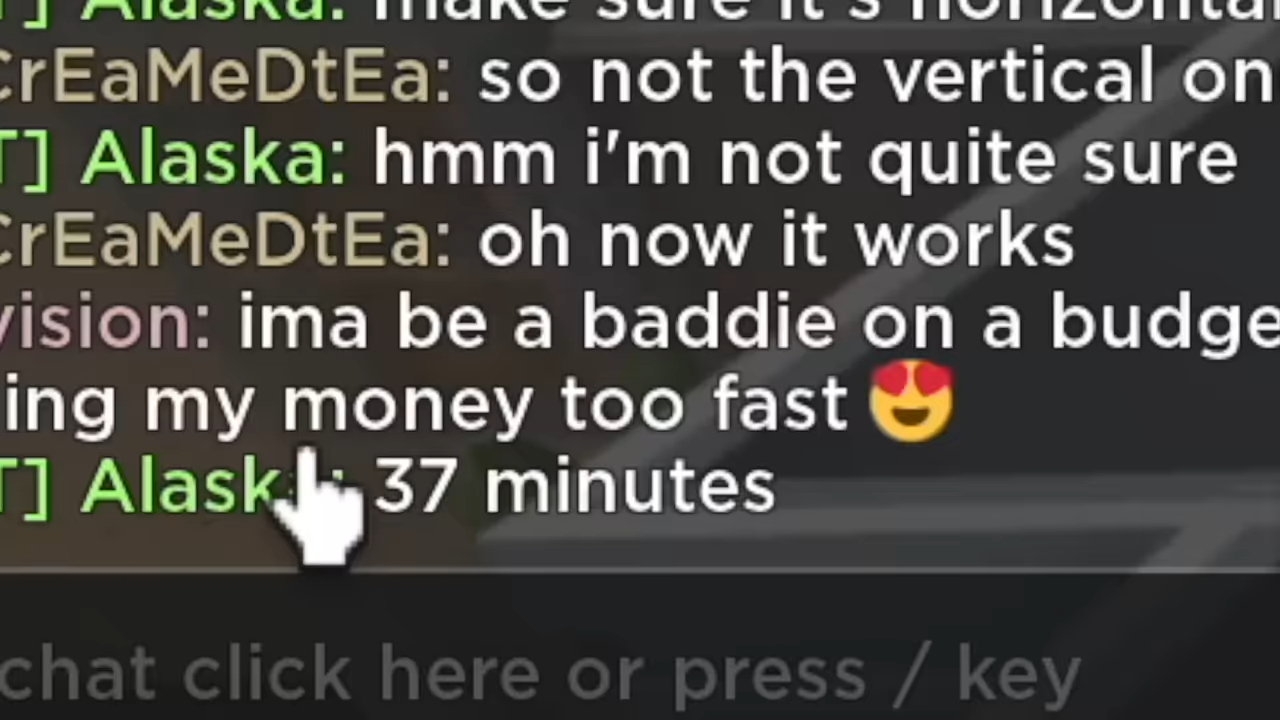 T] Alaska: make sure it's horizontal
CrEaMeDtEa: so not the vertical on
T] Alaska: hmm i'm not quite sure
CrEaMeDtEa: oh now it works
vision: ima be a baddie on a budge
ing my money too fast 😍
T] Alaska: 37 minutes
chat click here or press / key